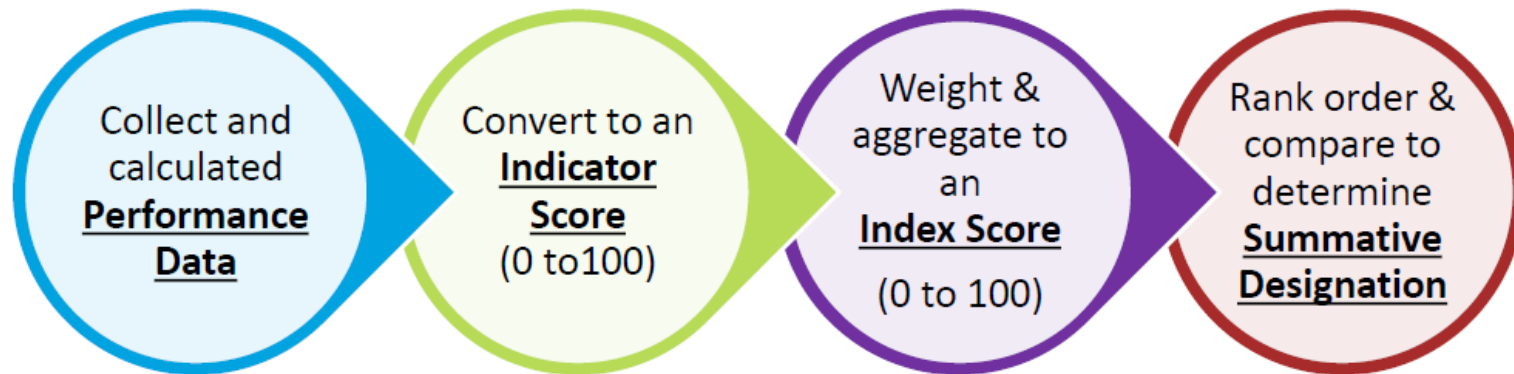 Collect and
calculated
Performance
Data
Convert to an
Indicator
Score
(0 to100)
Weight &
aggregate to
an
Index Score
(0 to 100)
Rank order &
compare to
determine
Summative
Designation